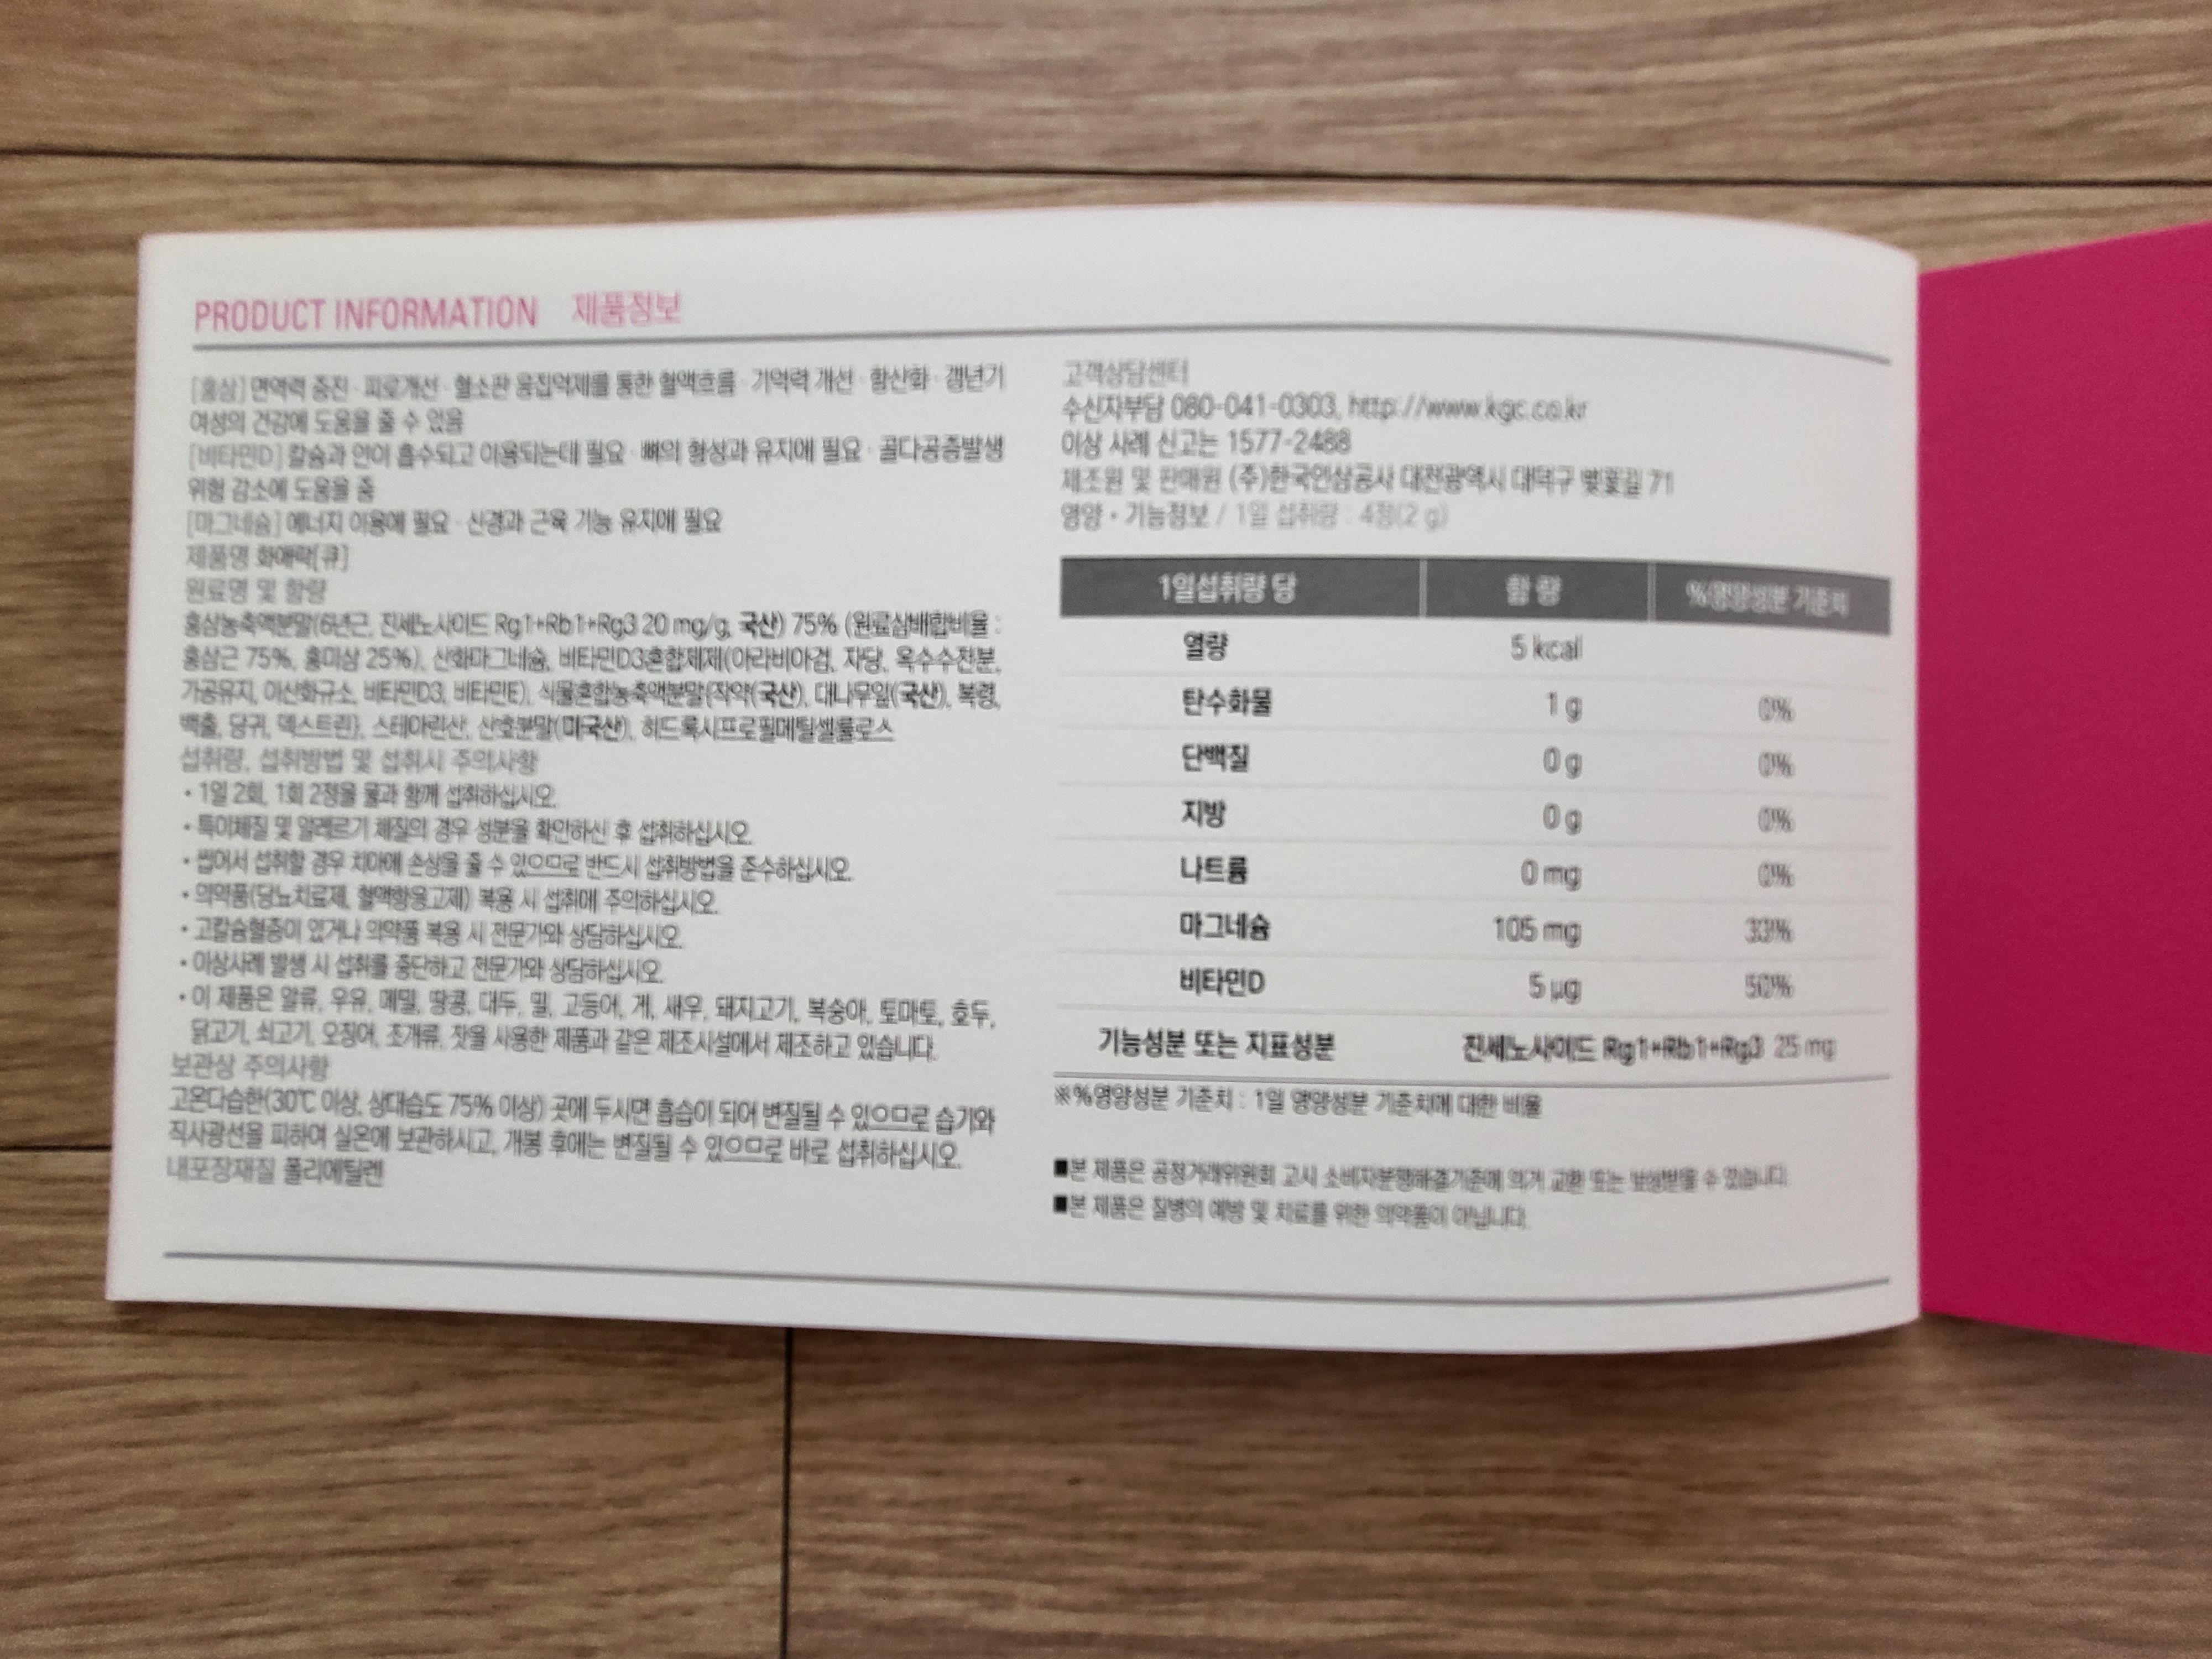 PRODUCT INFORMATION 제품정보
[홍삼] 면역력 증진 · 피로개선 · 혈소판 응집억제를 통한 혈액흐름 · 기억력 개선 · 항산화 · 갱년기
여성의 건강에 도움을 줄 수 있음
[비타민D] 칼슘과 인이 흡수되고 이용되는데 필요 · 뼈의 형성과 유지에 필요 · 골다공증발생
위험 감소에 도움을 줌
[마그네슘] 에너지 이용에 필요 · 신경과 근육 기능 유지에 필요
제품명 화애락[큐]
원료명 및 함량
홍삼농축액분말(6년근, 진세노사이드 Rg1+Rb1+Rg3 20 mg/g, 국산) 75% (원료삼배합비율 :
홍삼근 75%, 홍미삼 25%), 산화마그네슘, 비타민D3혼합제제(아라비아검, 자당, 옥수수전분,
가공유지, 이산화규소, 비타민D3, 비타민E), 식물혼합농축액분말{작약(국산), 대나무잎(국산), 복령,
백출, 당귀, 덱스트린}, 스테아린산, 산호분말(미국산), 히드록시프로필메틸셀룰로스
섭취량, 섭취방법 및 섭취시 주의사항
• 1일 2회, 1회 2정을 물과 함께 섭취하십시오.
• 특이체질 및 알레르기 체질의 경우 성분을 확인하신 후 섭취하십시오.
• 씹어서 섭취할 경우 치아에 손상을 줄 수 있으므로 반드시 섭취방법을 준수하십시오.
• 의약품(당뇨치료제, 혈액항응고제) 복용 시 섭취에 주의하십시오.
• 고칼슘혈증이 있거나 의약품 복용 시 전문가와 상담하십시오.
• 이상사례 발생 시 섭취를 중단하고 전문가와 상담하십시오.
• 이 제품은 알류, 우유, 메밀, 땅콩, 대두, 밀, 고등어, 게, 새우, 돼지고기, 복숭아, 토마토, 호두,
닭고기, 쇠고기, 오징어, 조개류, 잣을 사용한 제품과 같은 제조시설에서 제조하고 있습니다.
보관상 주의사항
고온다습한(30℃ 이상, 상대습도 75% 이상) 곳에 두시면 흡습이 되어 변질될 수 있으므로 습기와
직사광선을 피하여 실온에 보관하시고, 개봉 후에는 변질될 수 있으므로 바로 섭취하십시오.
내포장재질 폴리에틸렌
고객상담센터
수신자부담 080-041-0303, http://www.kgc.co.kr
이상 사례 신고는 1577-2488
제조원 및 판매원 (주)한국인삼공사 대전광역시 대덕구 벚꽃길 71
영양 • 기능정보 / 1일 섭취량 : 4정(2 g)
1일섭취량 당 함 량 %영양성분 기준치
열량 5 kcal
탄수화물 1 g 0%
단백질 0 g 0%
지방 0 g 0%
나트륨 0 mg 0%
마그네슘 105 mg 33%
비타민D 5 μg 50%
기능성분 또는 지표성분 진세노사이드 Rg1+Rb1+Rg3 25 mg
※%영양성분 기준치 : 1일 영양성분 기준치에 대한 비율
■본 제품은 공정거래위원회 고시 소비자분쟁해결기준에 의거 교환 또는 보상받을 수 있습니다.
■본 제품은 질병의 예방 및 치료를 위한 의약품이 아닙니다.